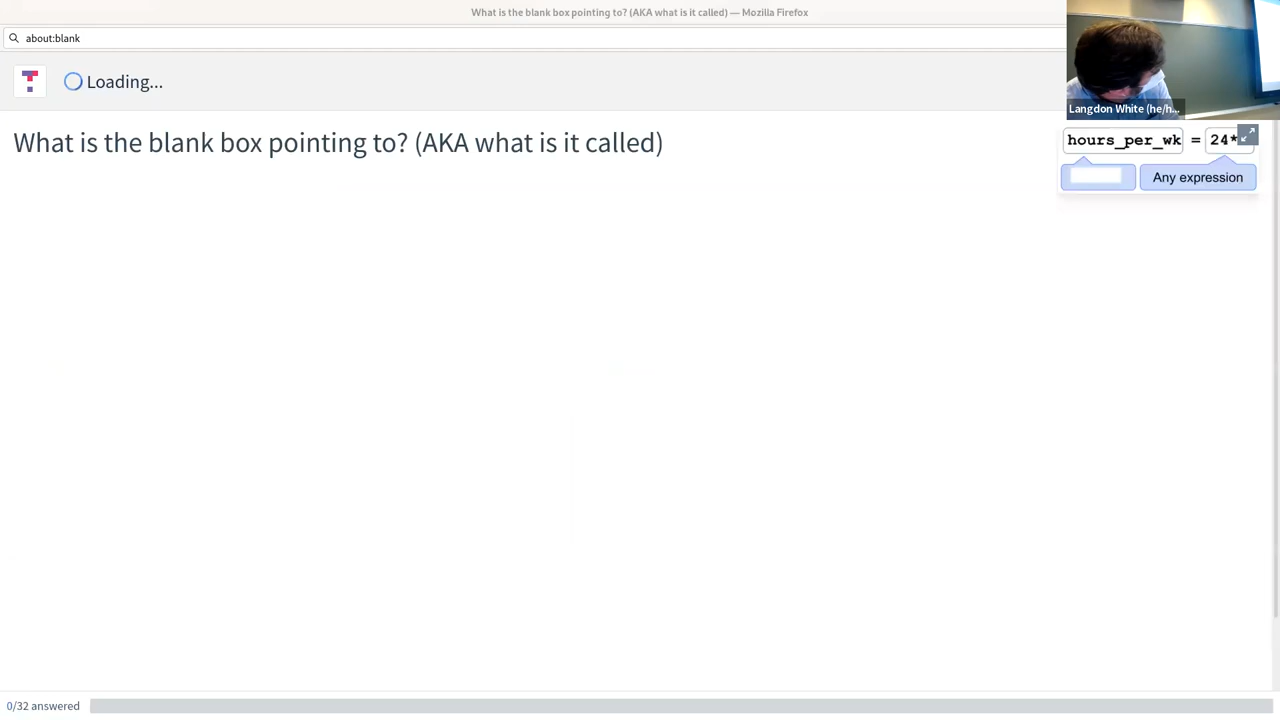 What is the blank box pointing to? (AKA what is it called) — Mozilla Firefox
about:blank
Loading...
Langdon White (he/h...
What is the blank box pointing to? (AKA what is it called)
hours_per_wk = 24*
Any expression
0/32 answered